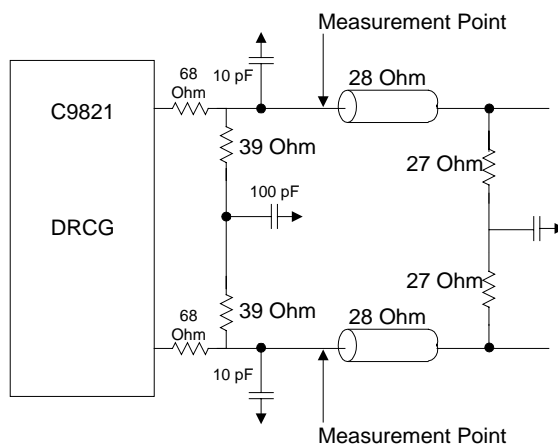 Measurement Point
68
Ohm
10 pF
28 Ohm
C9821
39 Ohm
27 Ohm
100 pF
DRCG
27 Ohm
39 Ohm
28 Ohm
68
Ohm
10 pF
Measurement Point